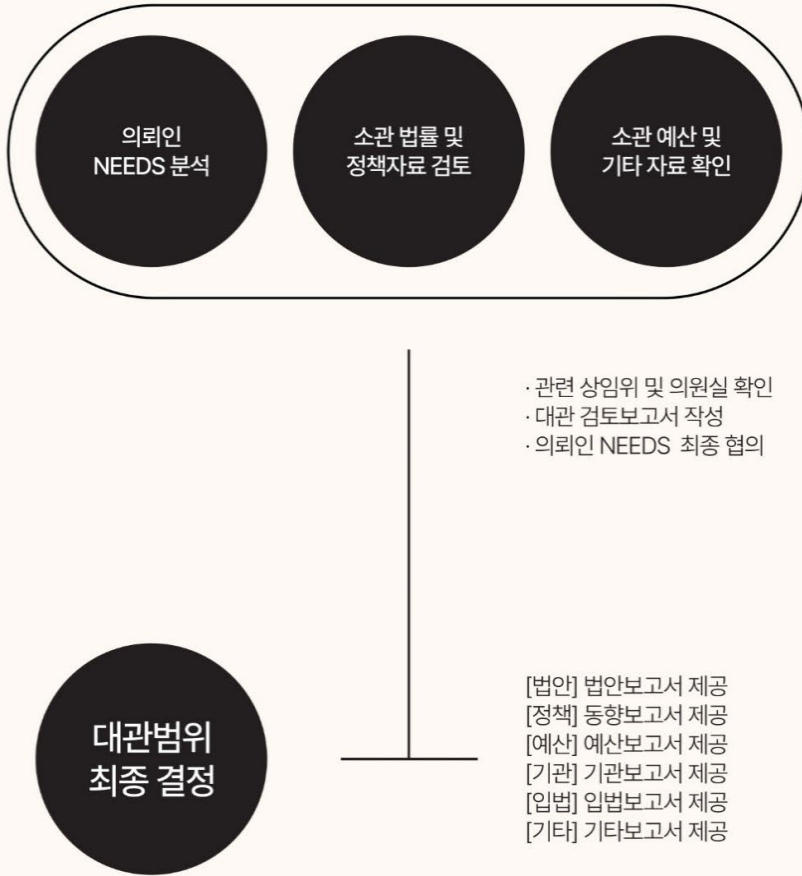 의뢰인
NEEDS 분석
소관 법률 및
정책자료 검토
소관 예산 및
기타 자료 확인
· 관련 상임위 및 의원실 확인
· 대관 검토보고서 작성
· 의뢰인 NEEDS 최종 협의
대관범위
최종 결정
[법안] 법안보고서 제공
[정책] 동향보고서 제공
[예산] 예산보고서 제공
[기관] 기관보고서 제공
[입법] 입법보고서 제공
[기타] 기타보고서 제공